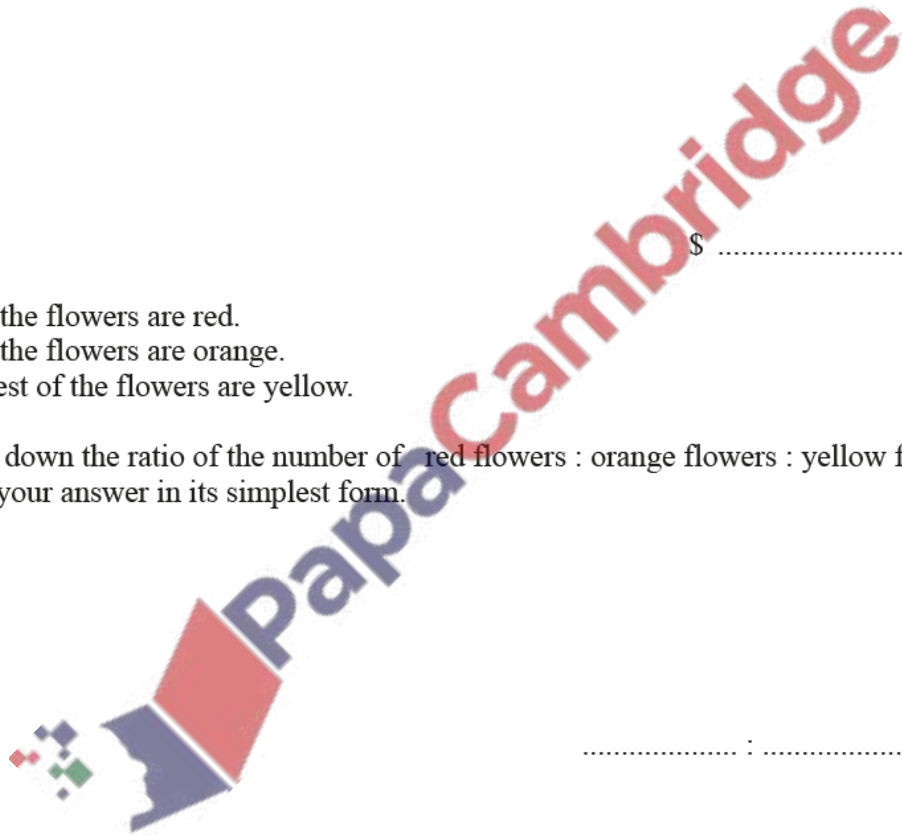 $ ........................
the flowers are red.
the flowers are orange.
est of the flowers are yellow.
down the ratio of the number of red flowers : orange flowers : yellow f
your answer in its simplest form.
PapaCambridge
.................... : ..................